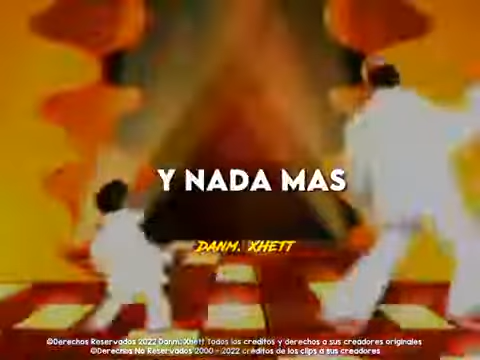 Y NADA MAS
DANM. XHETT
©Derechos Reservados 2022 Danm. Xhett Todos los creditos y derechos a sus creadores originales
©Derechos No Reservados 2000 - 2022 créditos de los clips a sus creadores